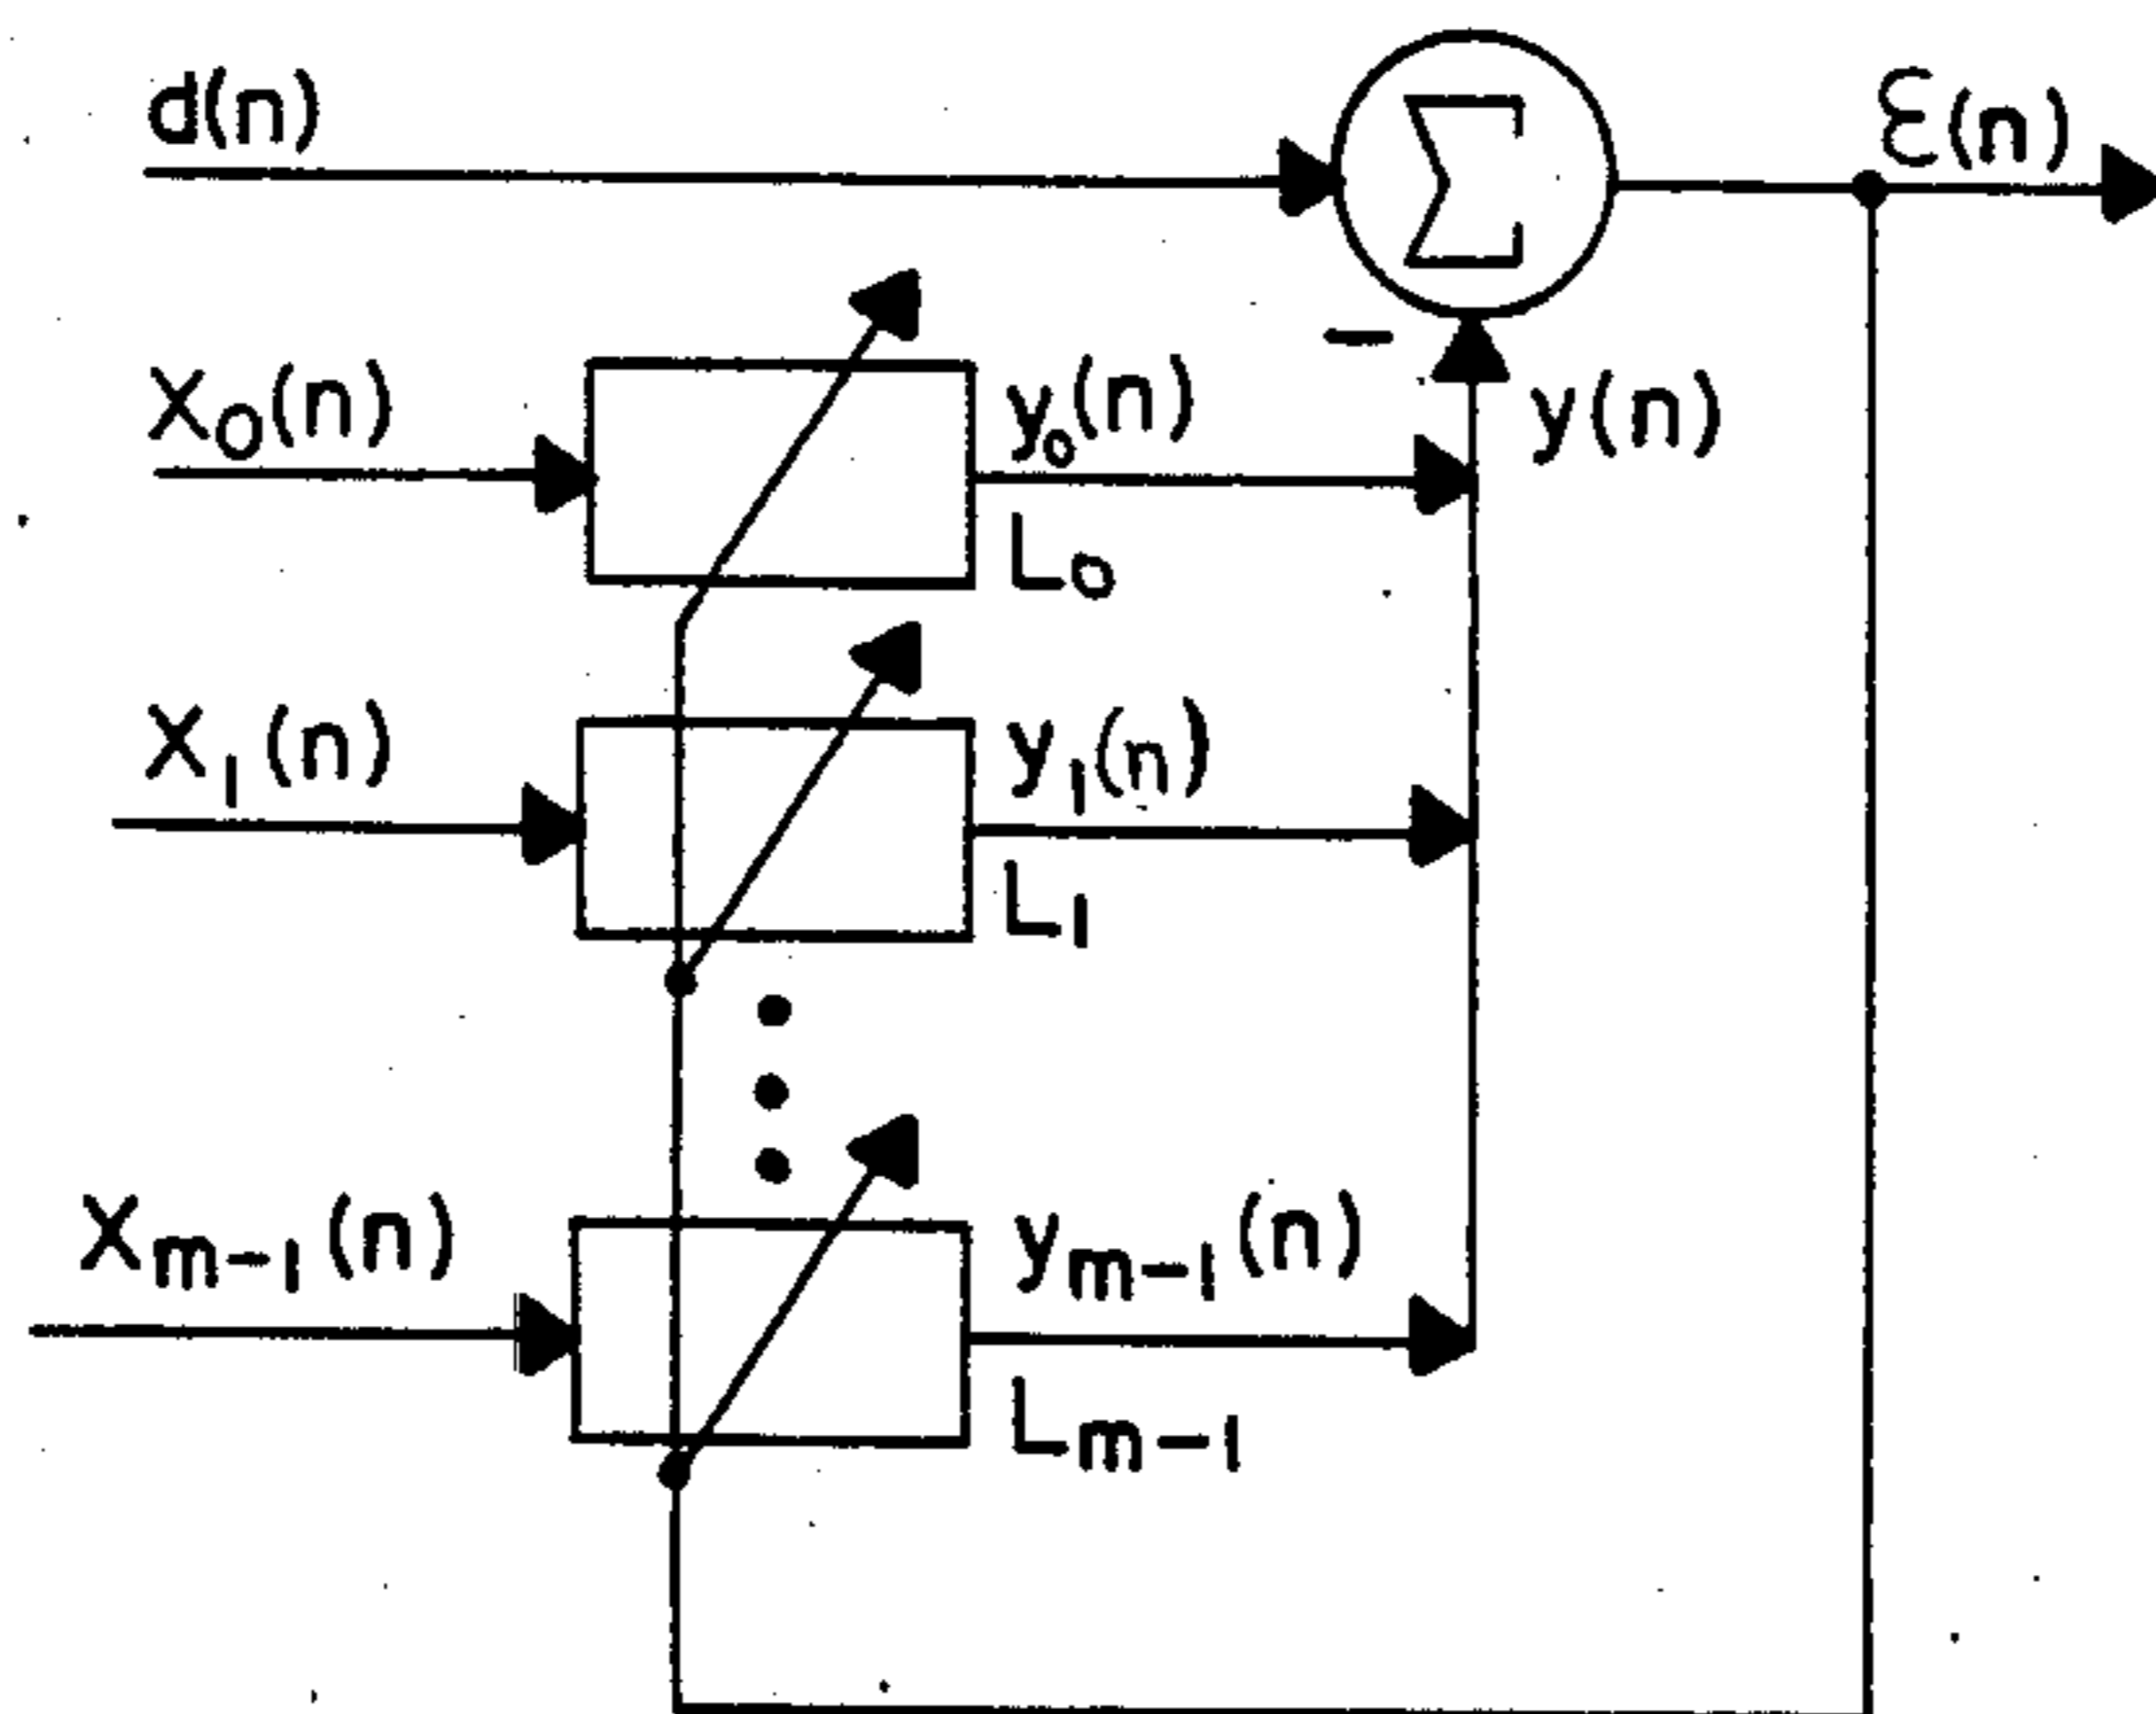 d(n)
Σ
Ɛ(n)
X₀(n)
y₀(n)
−
y(n)
L₀
X₁(n)
y₁(n)
L₁
Xₘ₋₁(n)
yₘ₋₁(n)
Lₘ₋₁